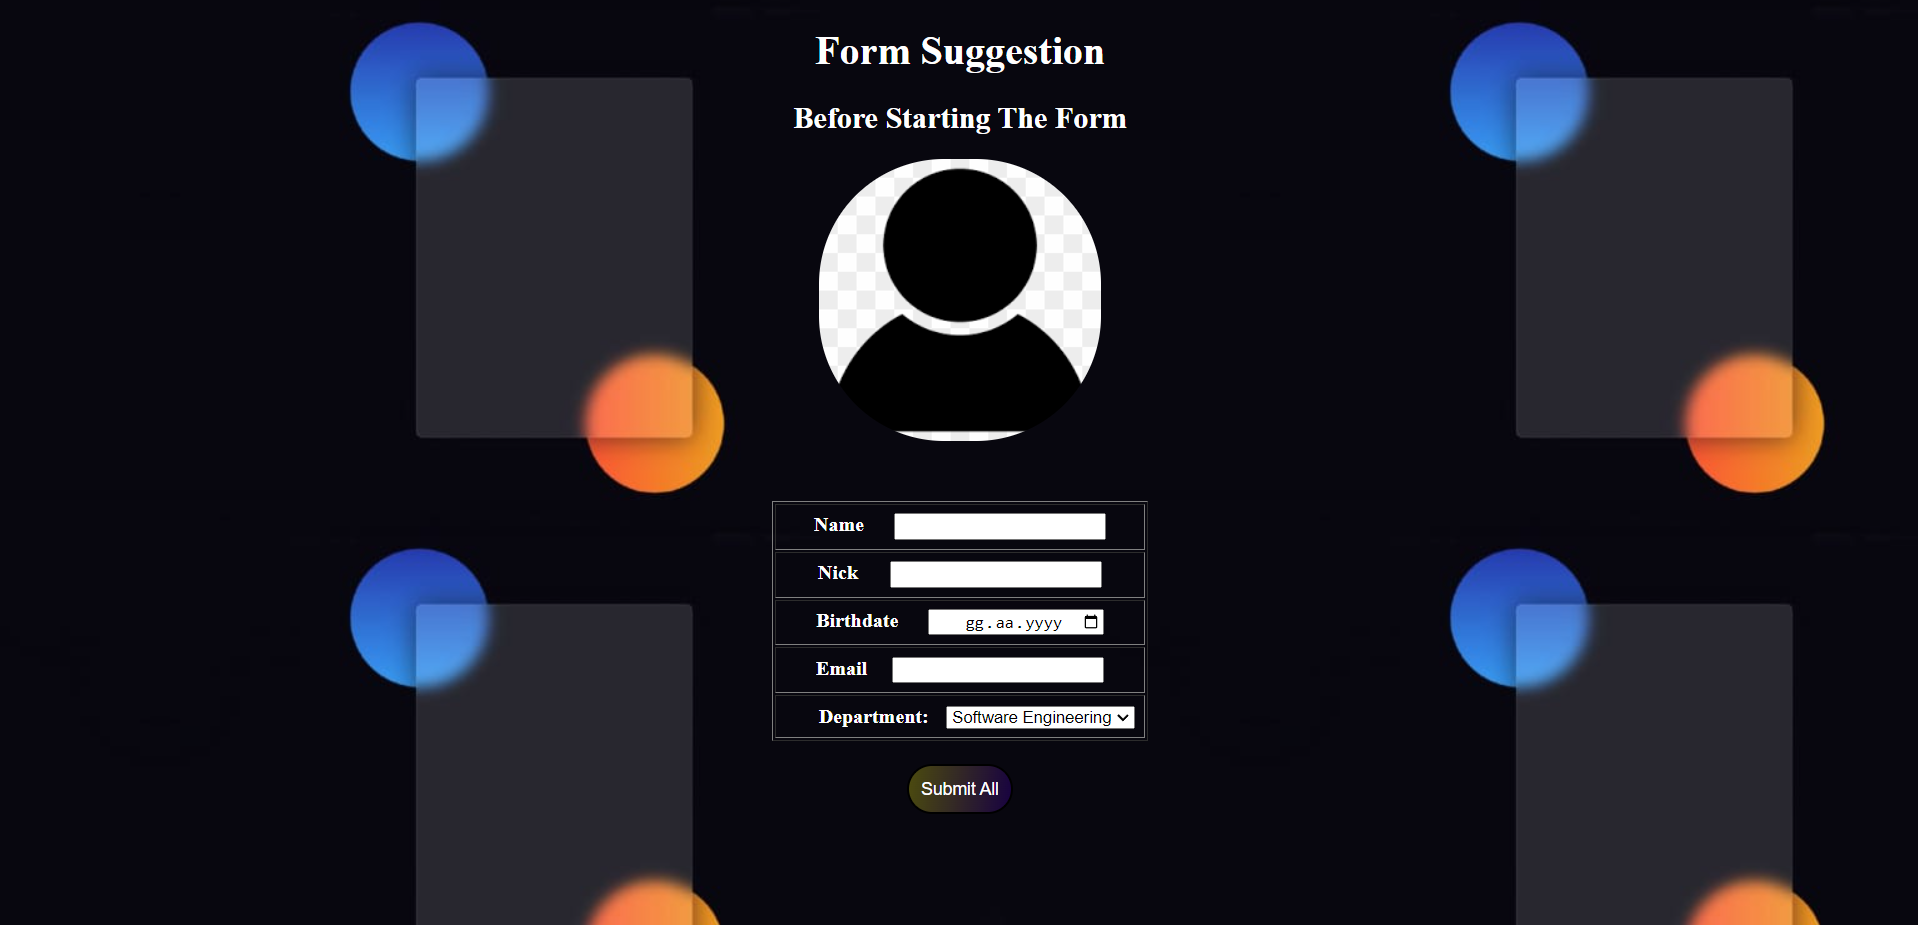 Form Suggestion
Before Starting The Form
Name
Nick
Birthdate gg.aa.yyyy
Email
Department: Software Engineering
Submit All